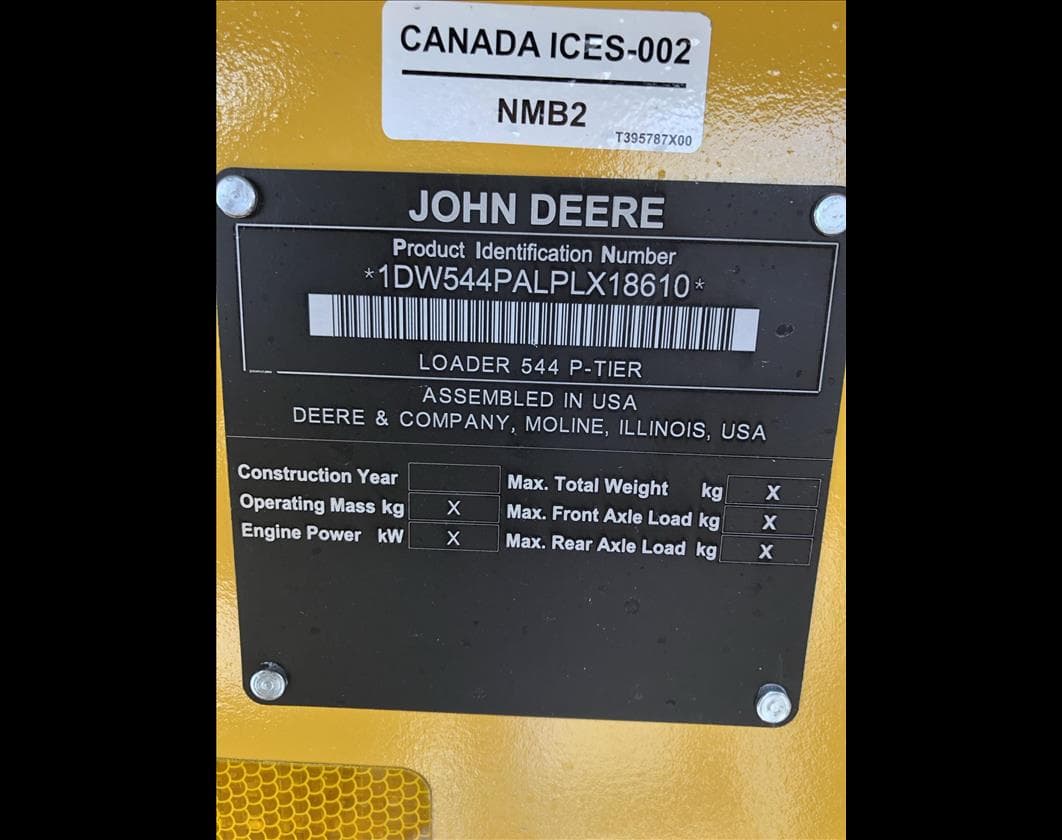 CANADA ICES-002
NMB2
T395787X00
JOHN DEERE
Product Identification Number
*1DW544PALPLX18610*
LOADER 544 P-TIER
ASSEMBLED IN USA
DEERE & COMPANY, MOLINE, ILLINOIS, USA
Construction Year
Operating Mass kg X
Engine Power kW X
Max. Total Weight kg X
Max. Front Axle Load kg X
Max. Rear Axle Load kg X